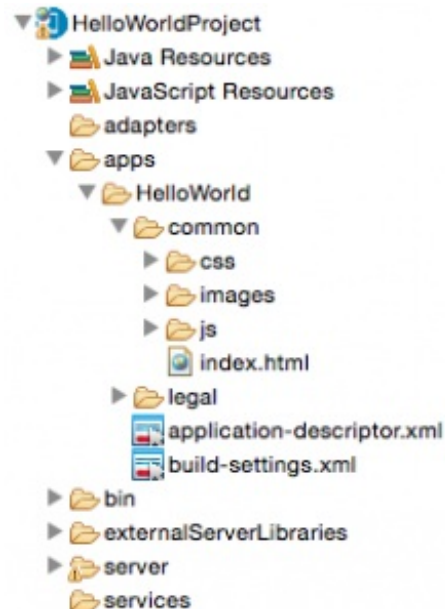 HelloWorldProject
Java Resources
JavaScript Resources
adapters
apps
HelloWorld
common
css
images
js
index.html
legal
application-descriptor.xml
build-settings.xml
bin
externalServerLibraries
server
services